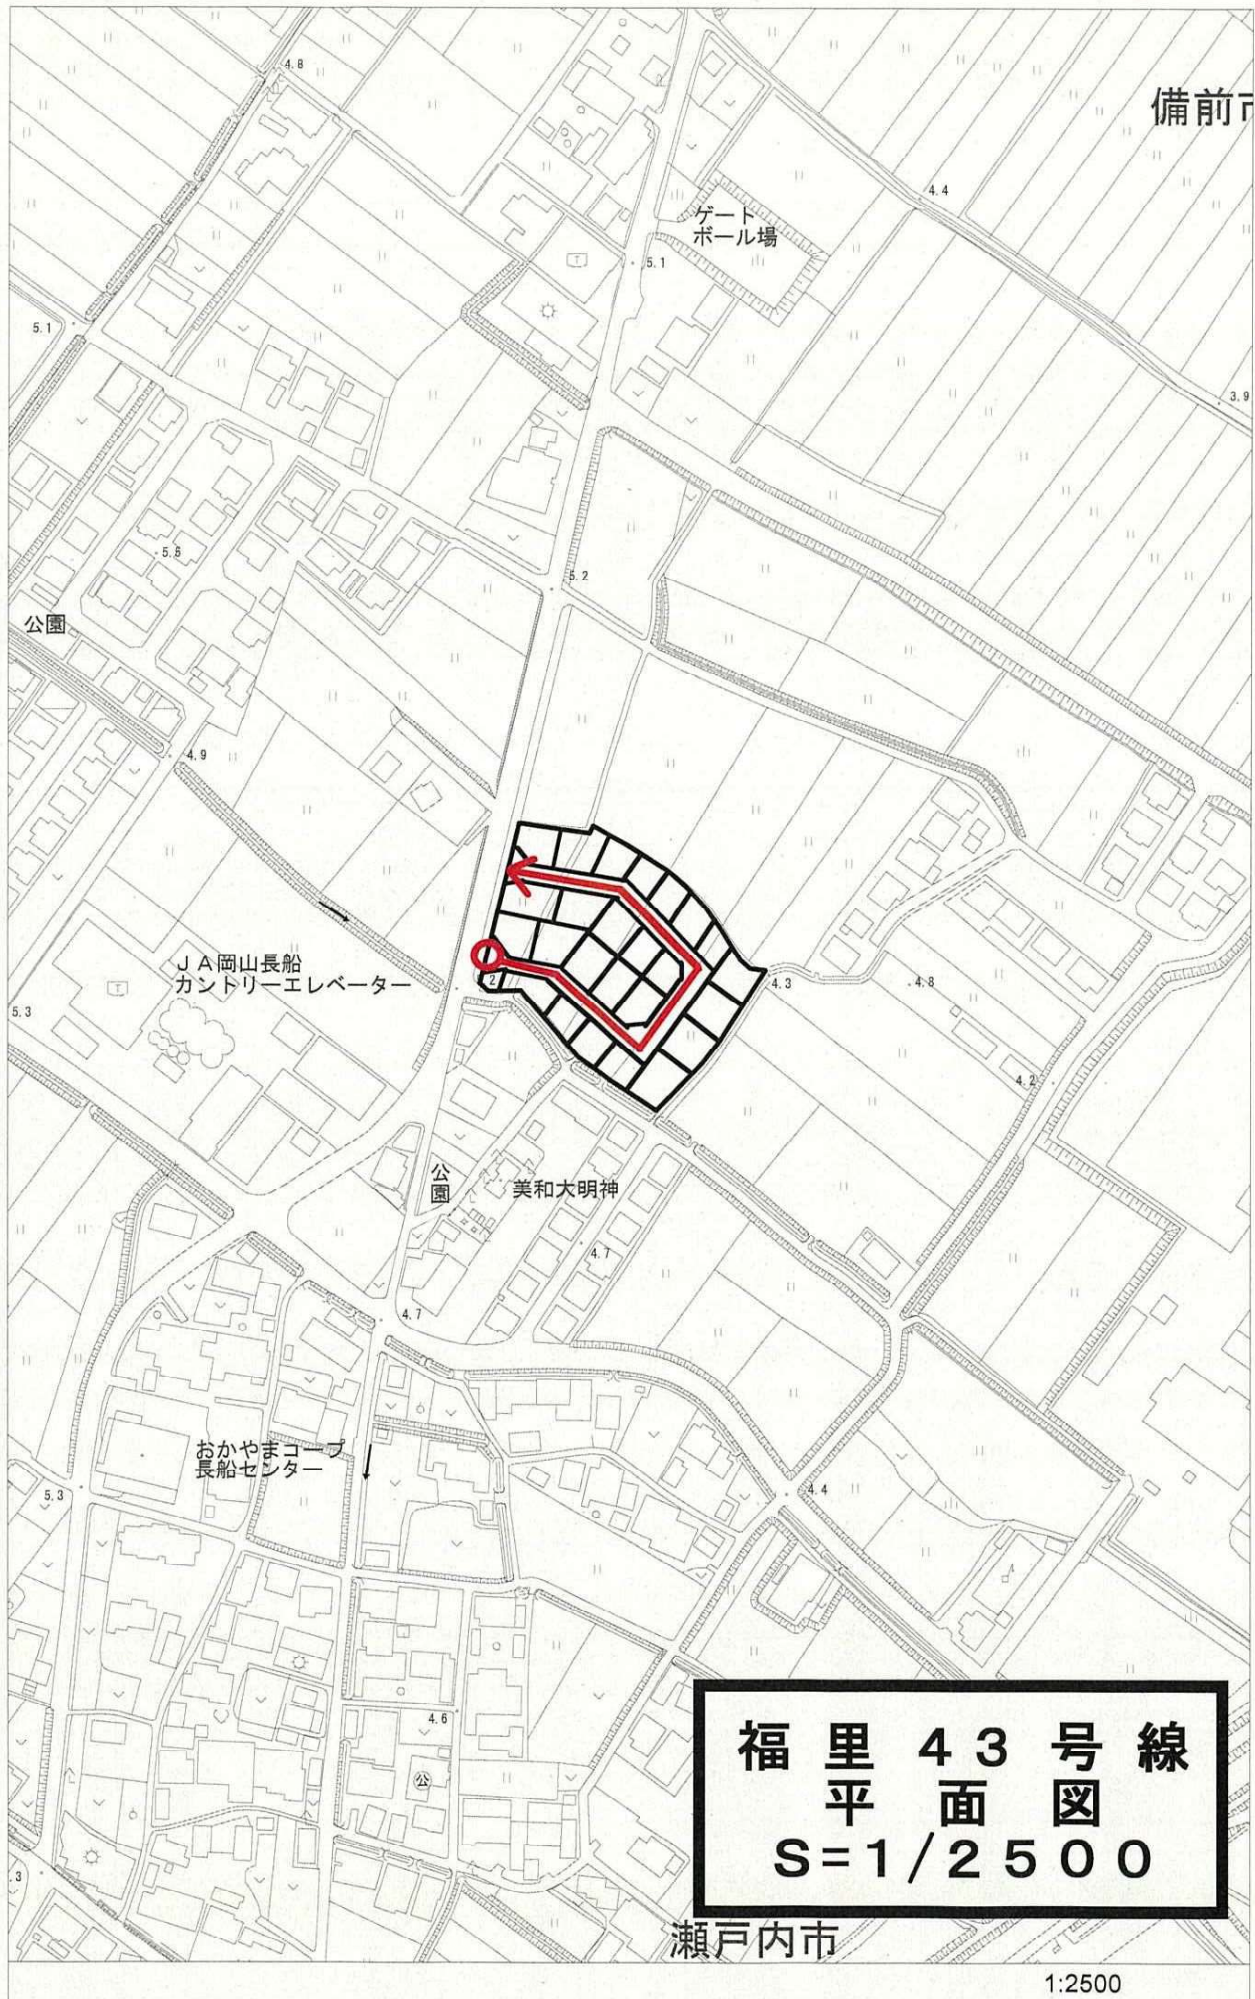 4.8
備前市
4.4
ゲート
ボール場
5.1
5.1
3.9
5.6
5.2
公園
4.9
JA岡山長船
カントリーエレベーター
2
4.3
4.8
5.3
4.2
公園
美和大明神
4.7
4.7
おかやまコープ
長船センター
5.3
4.4
4.6
公
福里43号線
平面図
S=1/2500
.3
瀬戸内市
1:2500